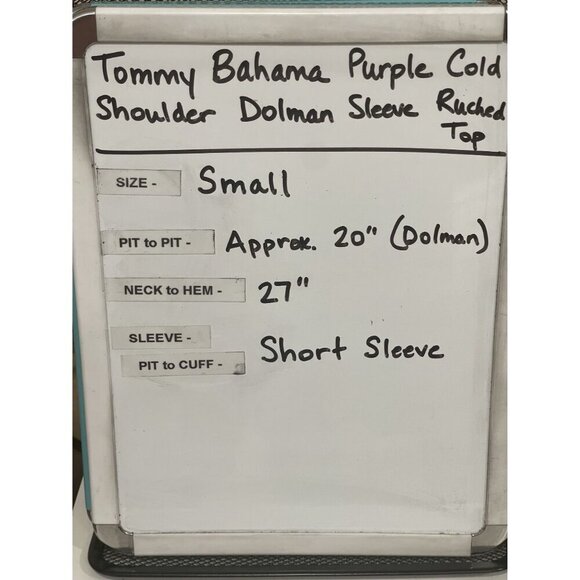 Tommy Bahama Purple Cold
Shoulder Dolman Sleeve Ruched
Top
SIZE - Small
PIT to PIT - Approx. 20" (Dolman)
NECK to HEM - 27"
SLEEVE -
PIT to CUFF - Short Sleeve